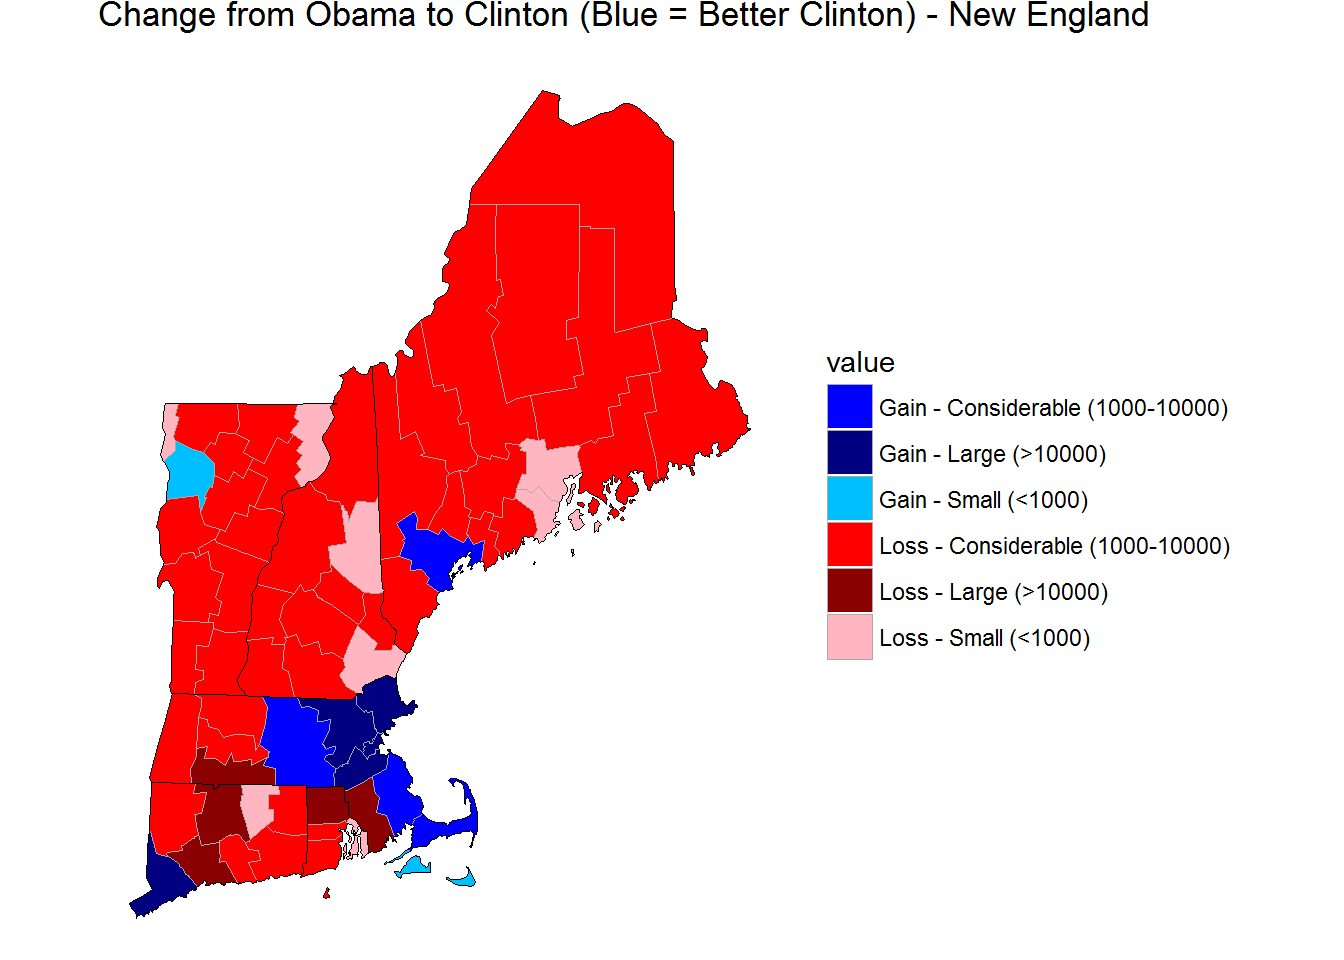 Change from Obama to Clinton (Blue = Better Clinton) - New England
value
Gain - Considerable (1000-10000)
Gain - Large (>10000)
Gain - Small (<1000)
Loss - Considerable (1000-10000)
Loss - Large (>10000)
Loss - Small (<1000)